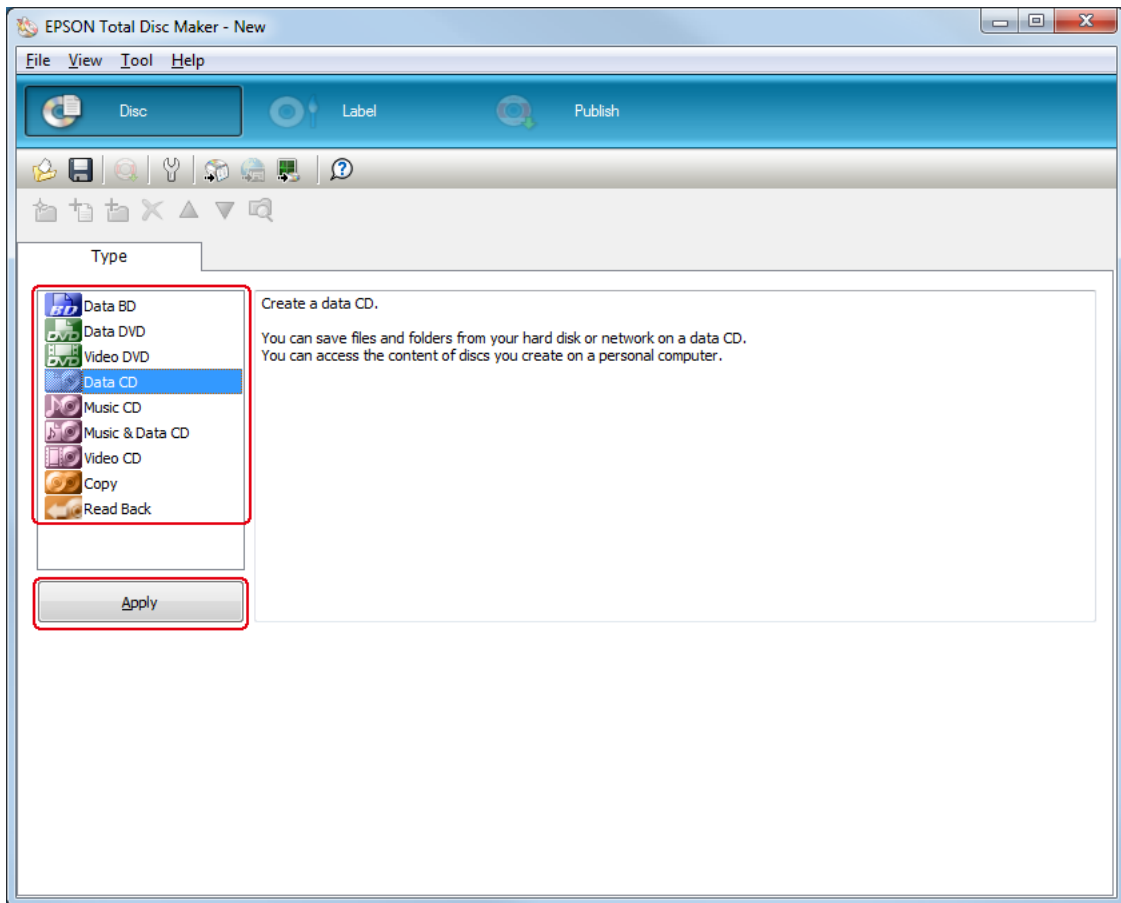 EPSON Total Disc Maker - New
File View Tool Help
Disc Label Publish
Type
Data BD
Data DVD
Video DVD
Data CD
Music CD
Music & Data CD
Video CD
Copy
Read Back
Apply
Create a data CD.
You can save files and folders from your hard disk or network on a data CD.
You can access the content of discs you create on a personal computer.